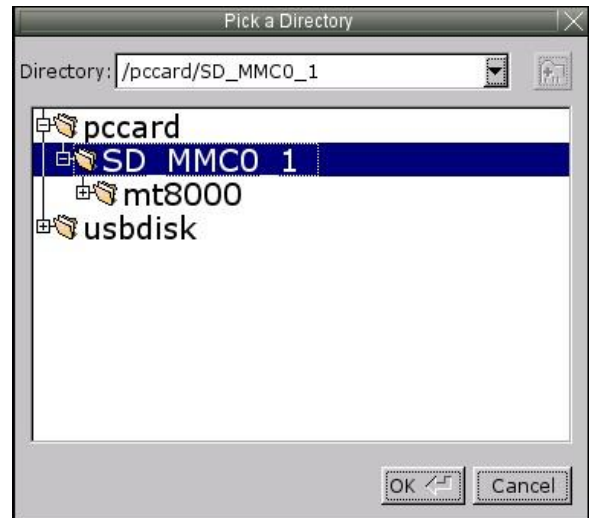 Pick a Directory
Directory: /pccard/SD_MMC0_1
pccard
SD_MMC0_1
mt8000
usbdisk
OK Cancel